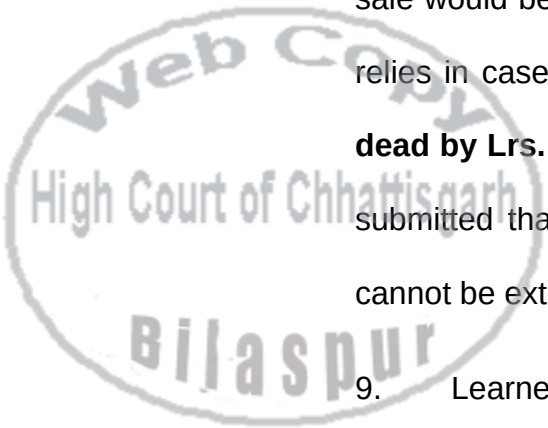 sale would be
relies in case
dead by Lrs.
submitted tha
cannot be ext
9. Learne
Web Copy
High Court of Chhattisgarh
Bilaspur